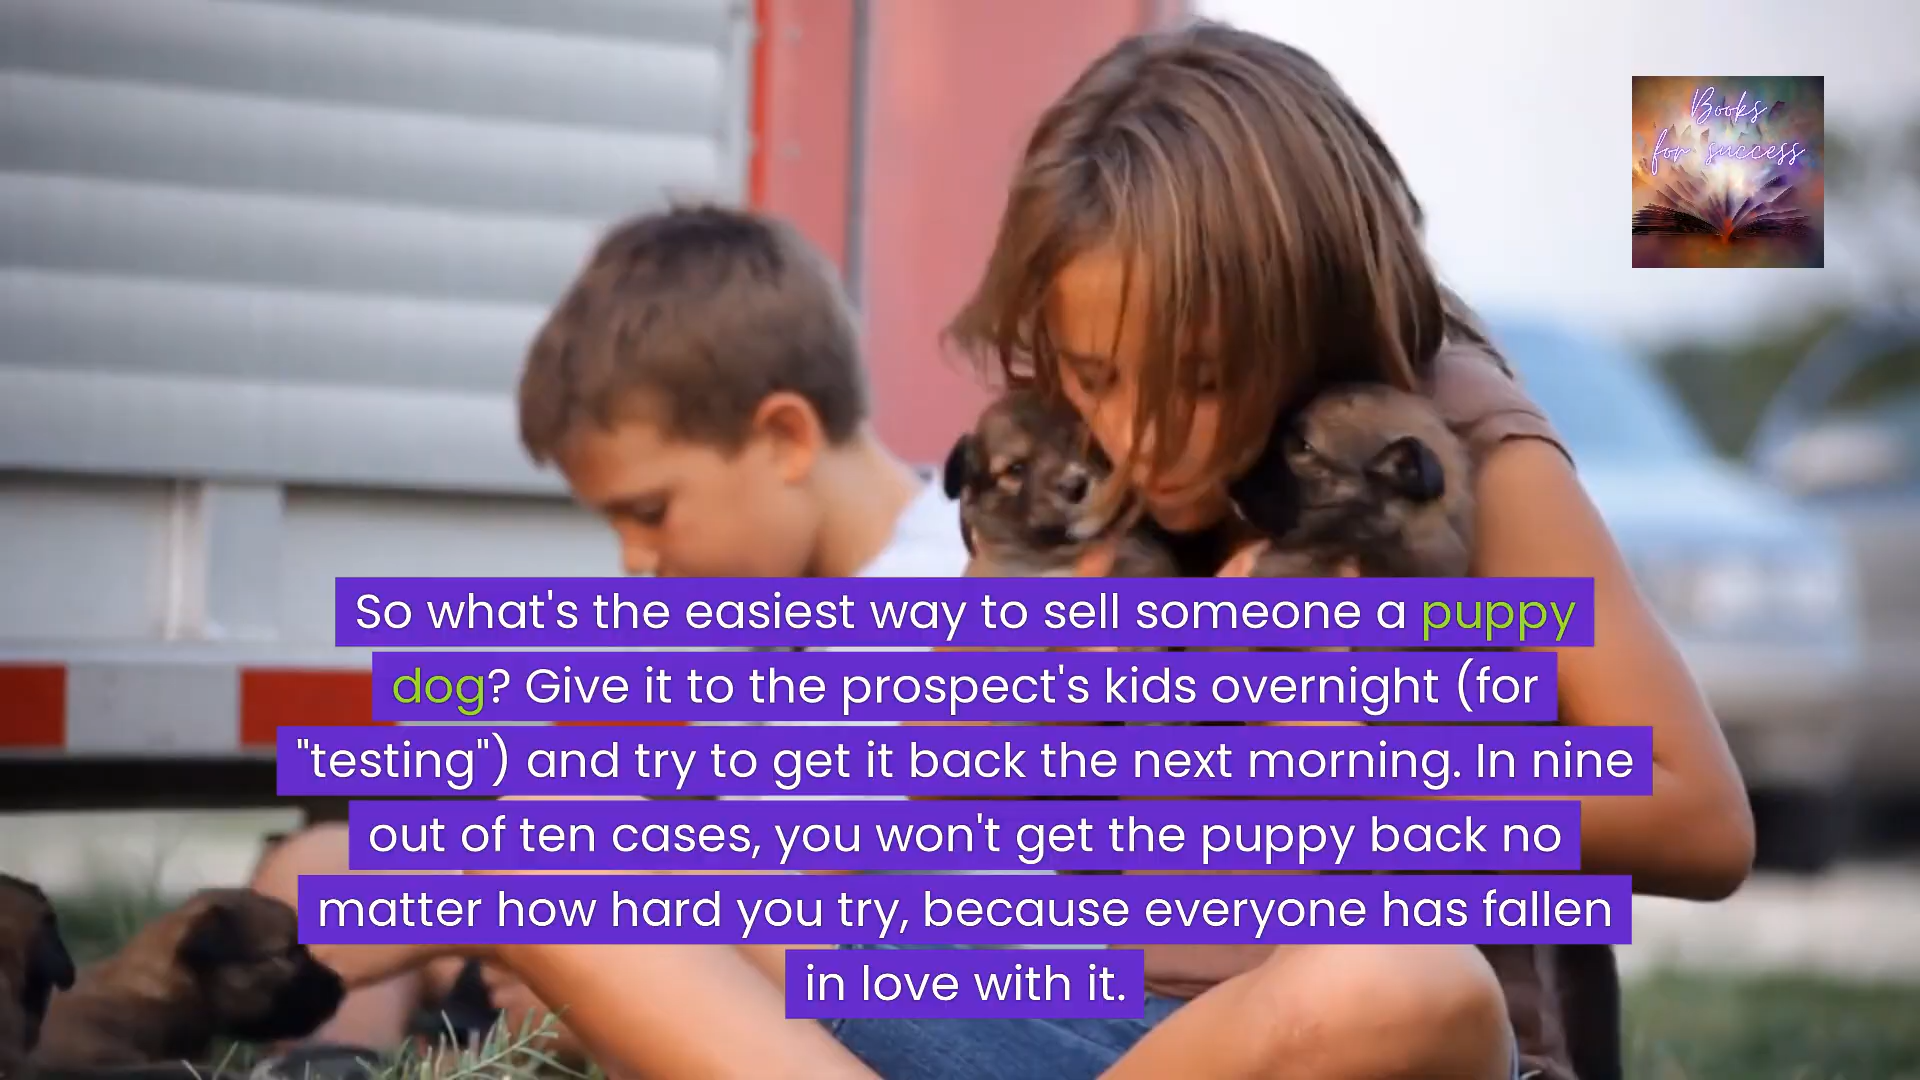 Books
for success
So what's the easiest way to sell someone a puppy
dog? Give it to the prospect's kids overnight (for
"testing") and try to get it back the next morning. In nine
out of ten cases, you won't get the puppy back no
matter how hard you try, because everyone has fallen
in love with it.